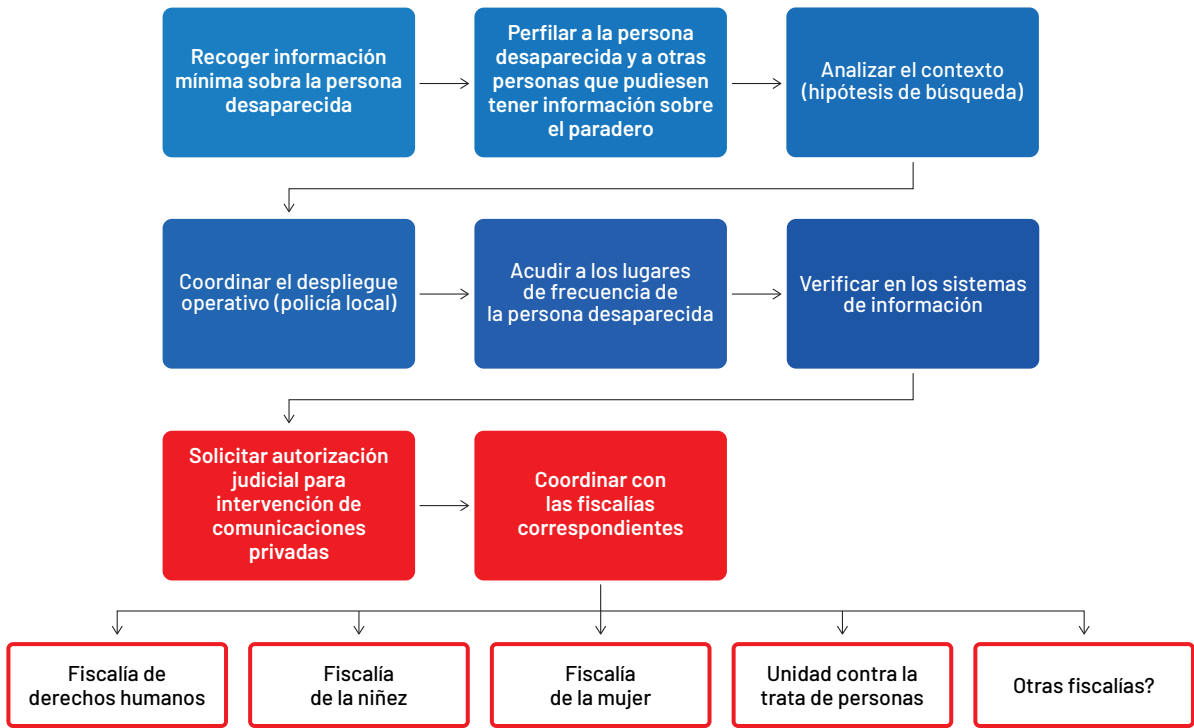 Recoger información
mínima sobra la persona
desaparecida
Perfilar a la persona
desaparecida y a otras
personas que pudiesen
tener información sobre
el paradero
Analizar el contexto
(hipótesis de búsqueda)
Coordinar el despliegue
operativo (policía local)
Acudir a los lugares
de frecuencia de
la persona desaparecida
Verificar en los sistemas
de información
Solicitar autorización
judicial para
intervención de
comunicaciones
privadas
Coordinar con
las fiscalías
correspondientes
Fiscalía de
derechos humanos
Fiscalía
de la niñez
Fiscalía
de la mujer
Unidad contra la
trata de personas
Otras fiscalías?